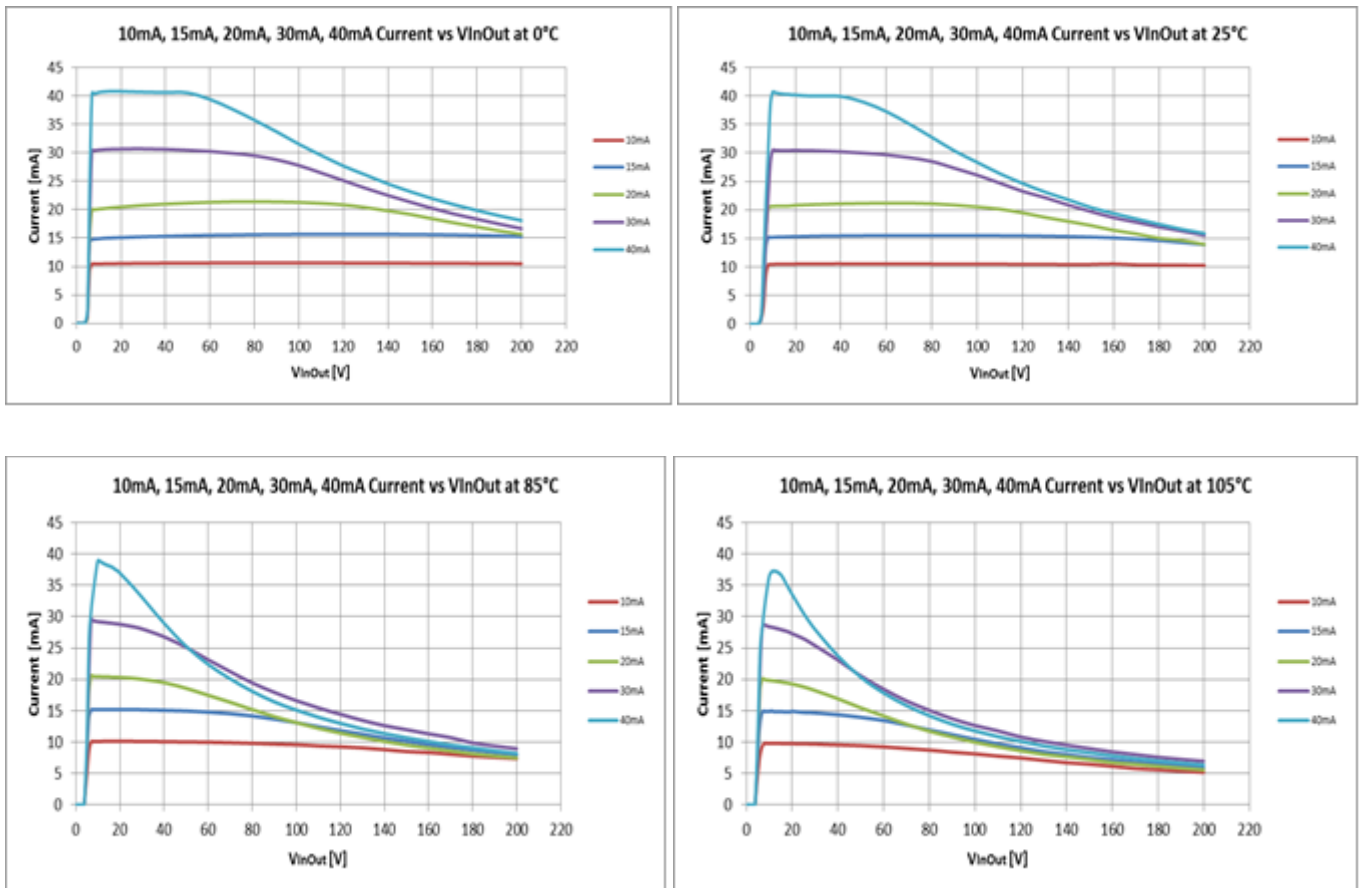 10mA, 15mA, 20mA, 30mA, 40mA Current vs VInOut at 0°C
45
40
35
30
25
20
15
10
5
0
Current [mA]
0 20 40 60 80 100 120 140 160 180 200 220
VInOut [V]
10mA
15mA
20mA
30mA
40mA
10mA, 15mA, 20mA, 30mA, 40mA Current vs VInOut at 25°C
45
40
35
30
25
20
15
10
5
0
Current [mA]
0 20 40 60 80 100 120 140 160 180 200 220
VInOut [V]
10mA
15mA
20mA
30mA
40mA
10mA, 15mA, 20mA, 30mA, 40mA Current vs VInOut at 85°C
45
40
35
30
25
20
15
10
5
0
Current [mA]
0 20 40 60 80 100 120 140 160 180 200 220
VInOut [V]
10mA
15mA
20mA
30mA
40mA
10mA, 15mA, 20mA, 30mA, 40mA Current vs VInOut at 105°C
45
40
35
30
25
20
15
10
5
0
Current [mA]
0 20 40 60 80 100 120 140 160 180 200 220
VInOut [V]
10mA
15mA
20mA
30mA
40mA